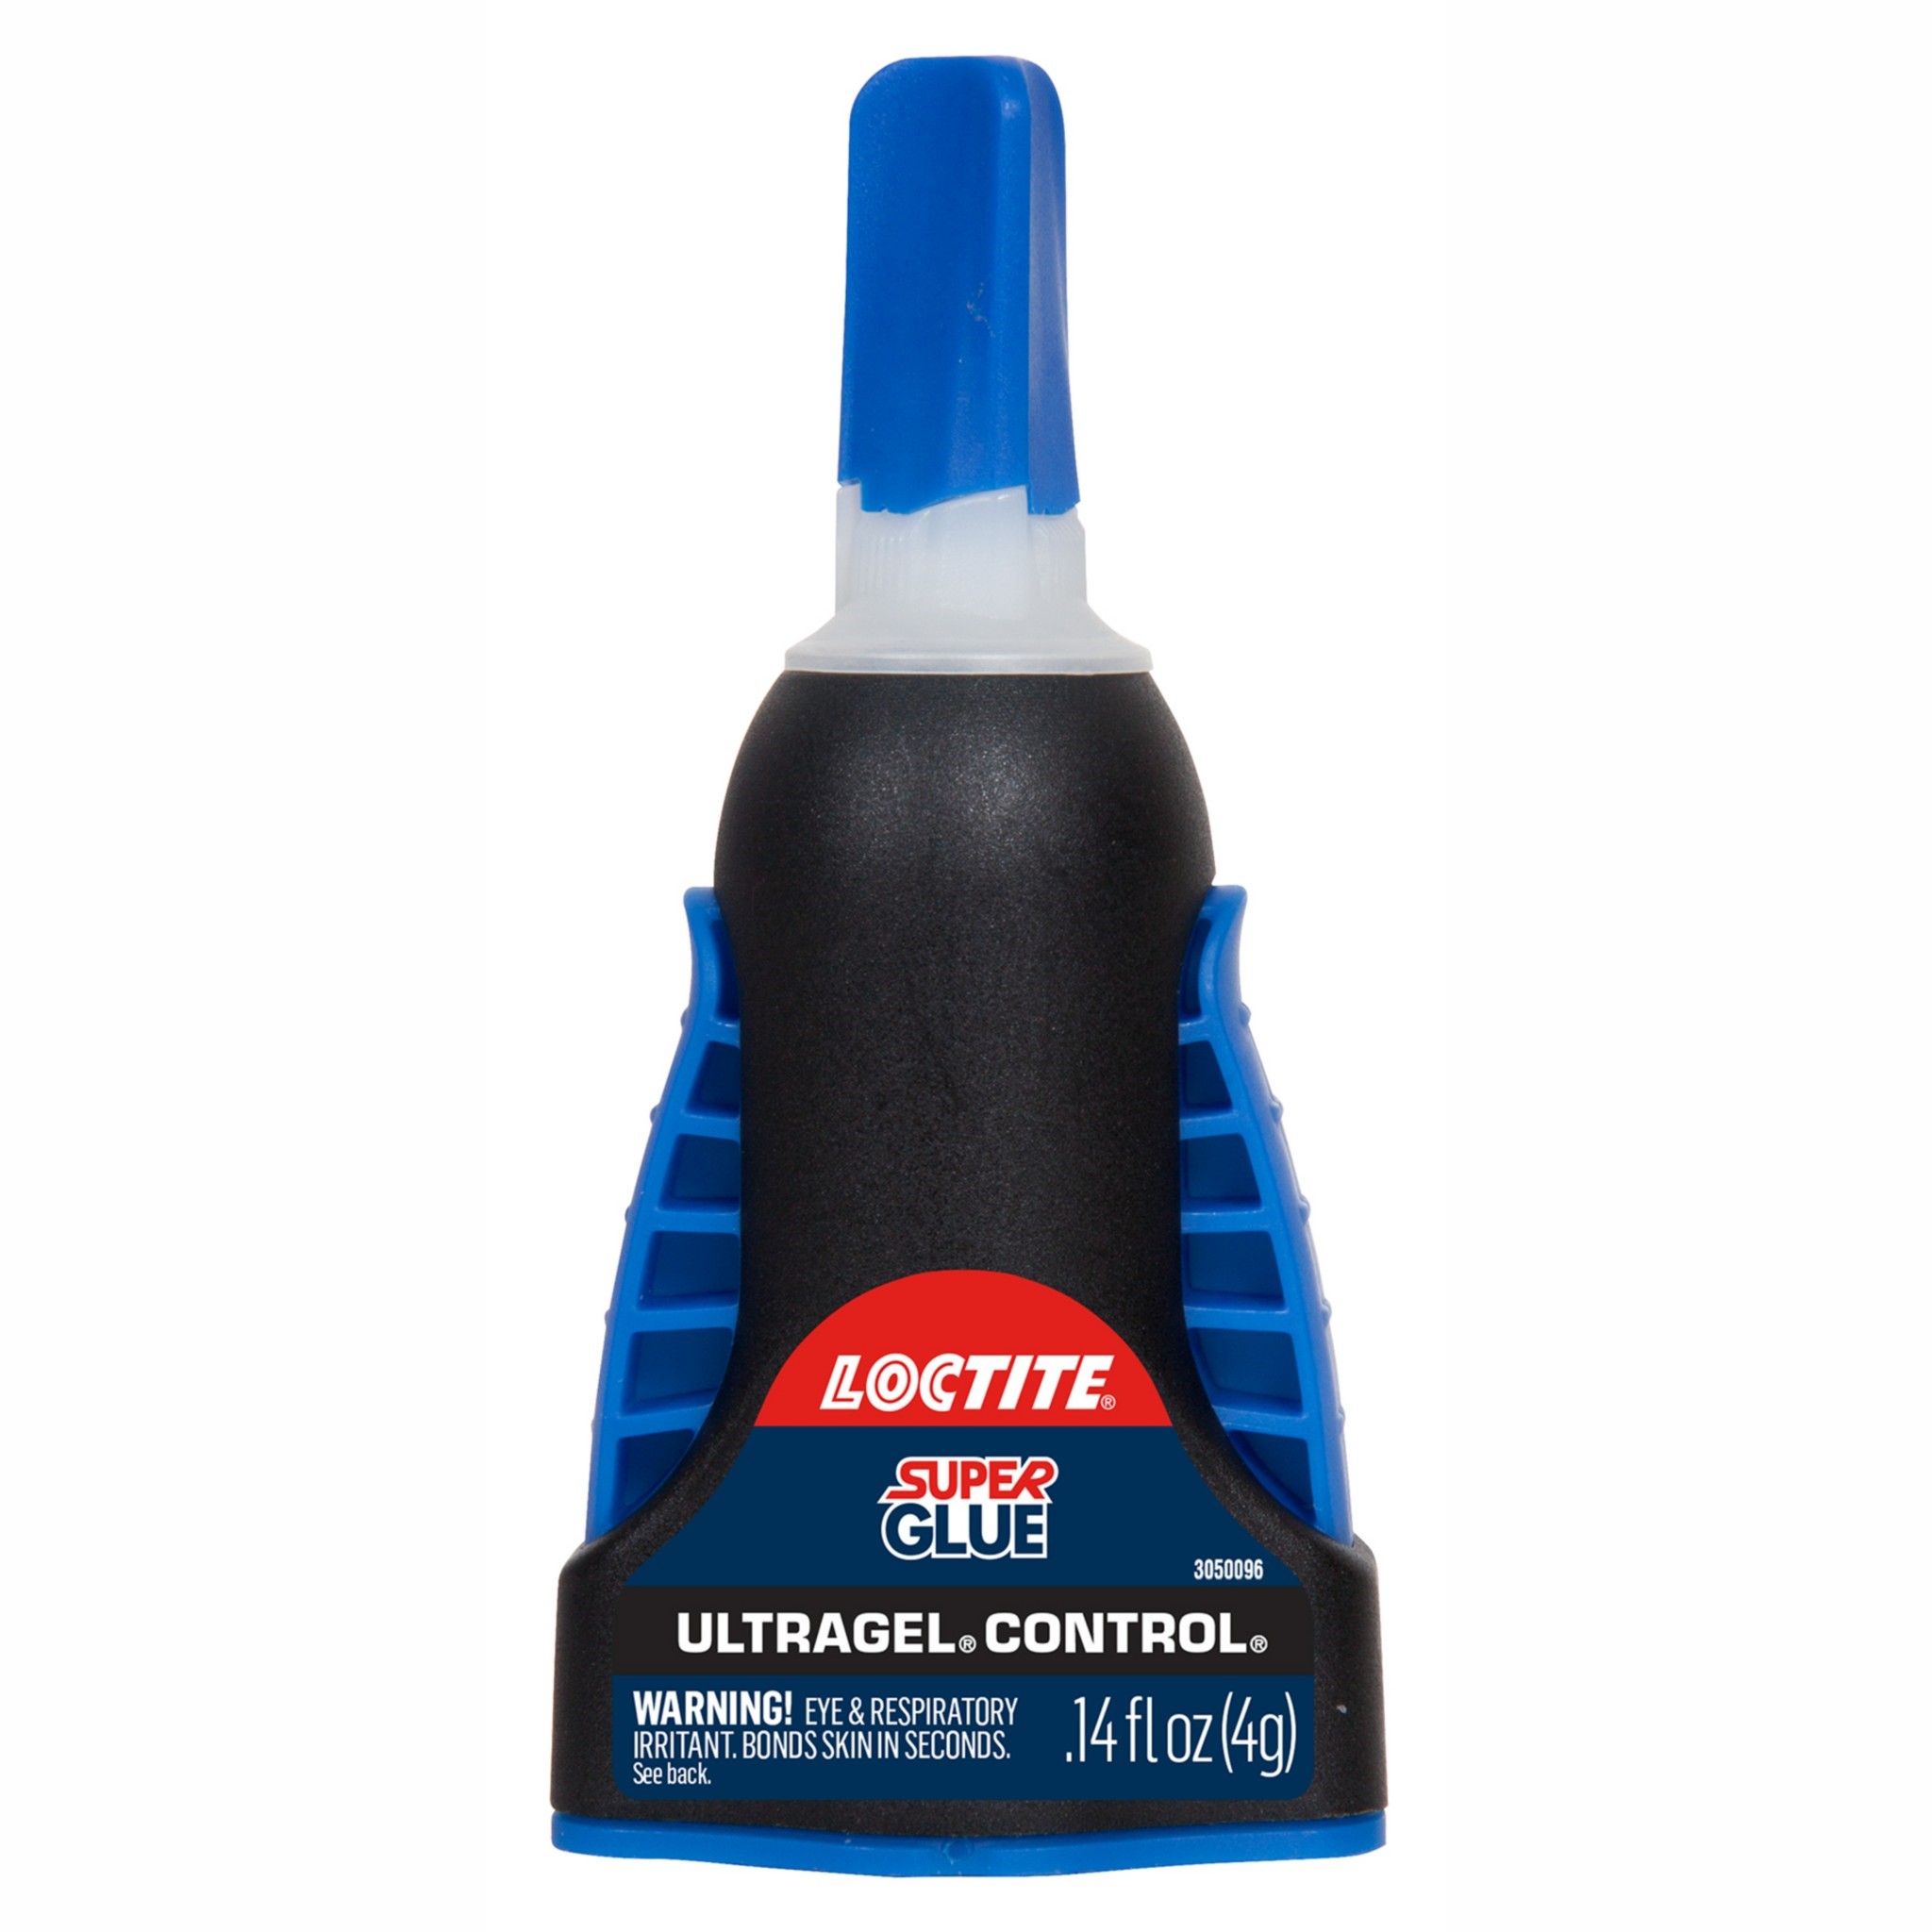 LOCTITE®
SUPER
GLUE
3050096
ULTRAGEL® CONTROL®
WARNING! EYE & RESPIRATORY
IRRITANT. BONDS SKIN IN SECONDS.
See back.
.14 fl oz (4g)